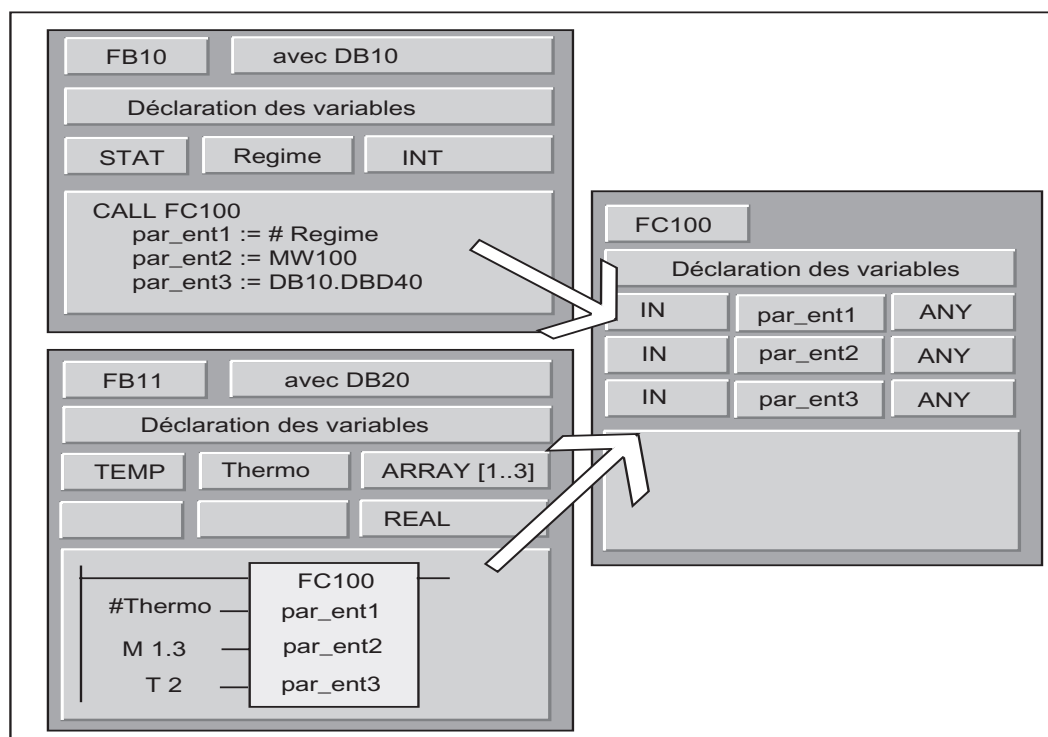 FB10 avec DB10
Déclaration des variables
STAT Regime INT
CALL FC100
par_ent1 := # Regime
par_ent2 := MW100
par_ent3 := DB10.DBD40
FB11 avec DB20
Déclaration des variables
TEMP Thermo ARRAY [1..3]
REAL
FC100
#Thermo par_ent1
M 1.3 par_ent2
T 2 par_ent3
FC100
Déclaration des variables
IN par_ent1 ANY
IN par_ent2 ANY
IN par_ent3 ANY